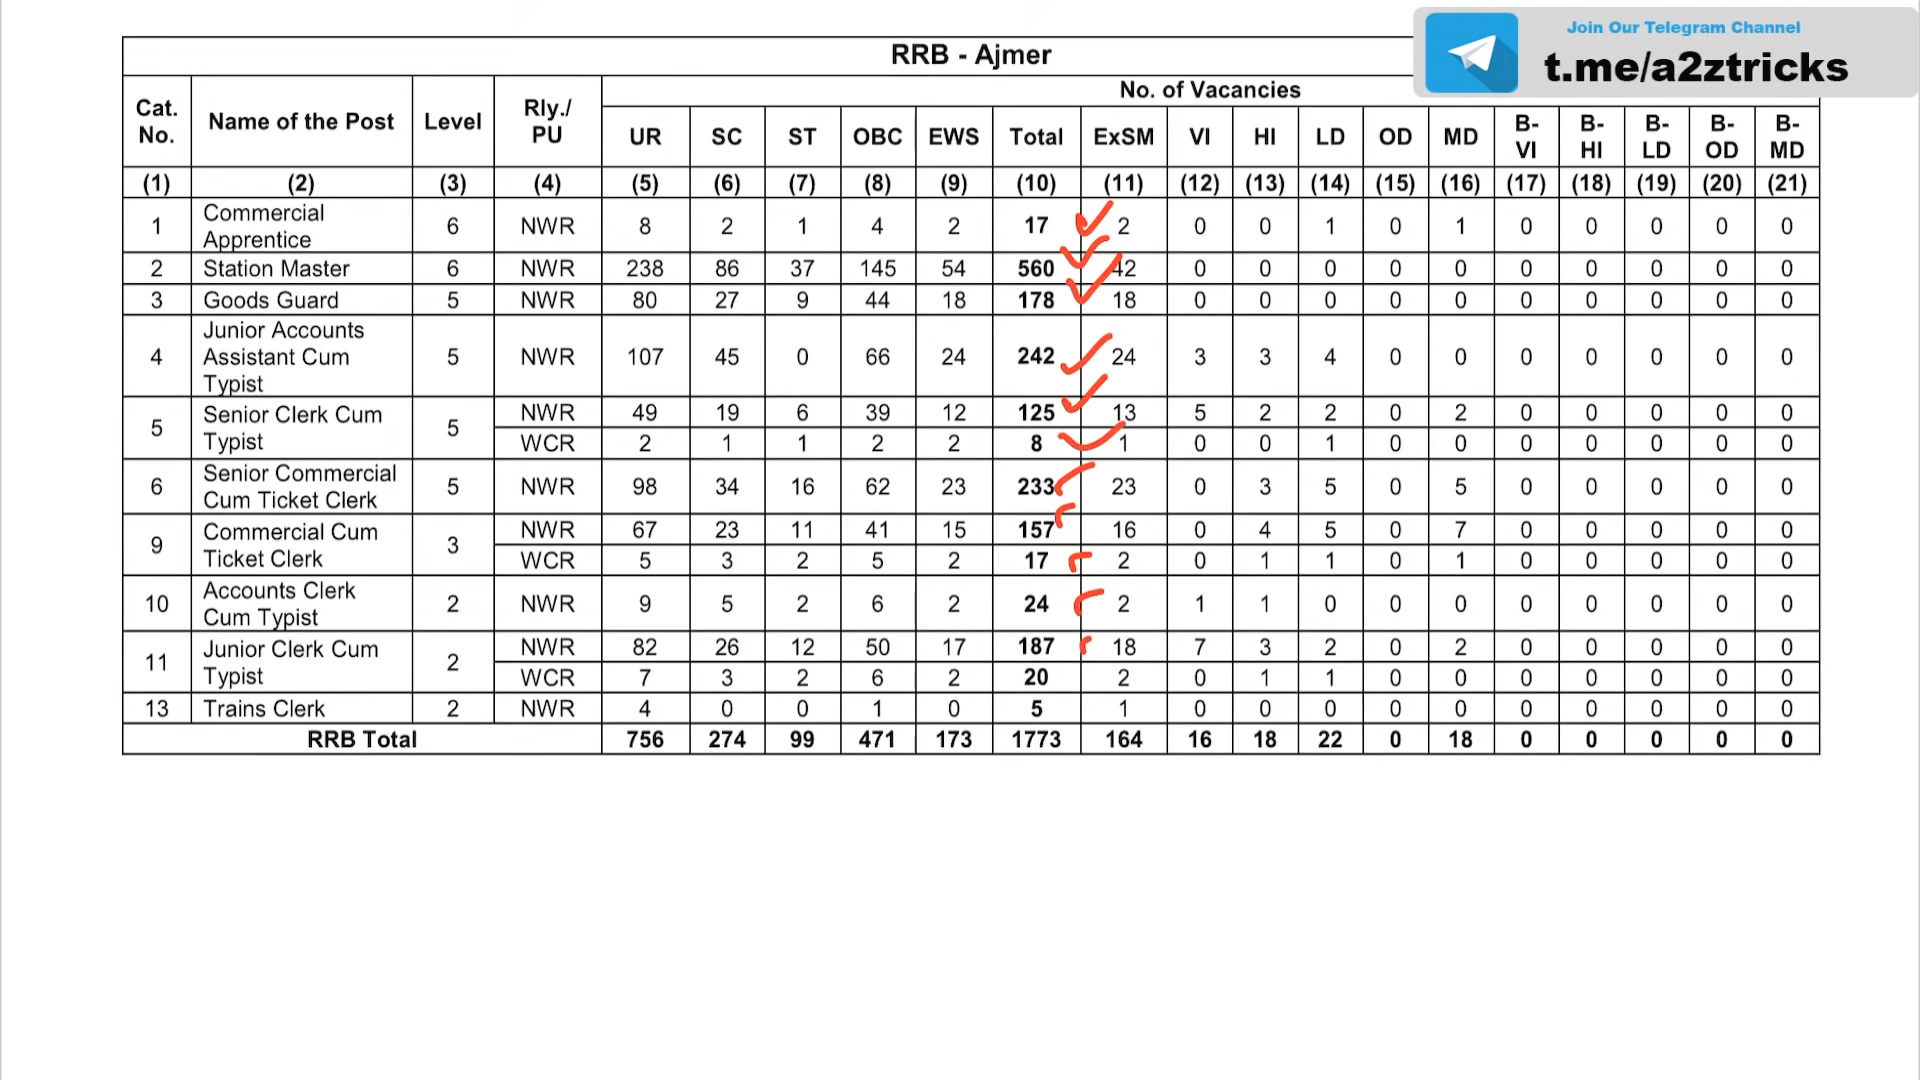 Join Our Telegram Channel
t.me/a2ztricks
RRB - Ajmer
Cat. No. Name of the Post Level Rly./ PU No. of Vacancies
UR SC ST OBC EWS Total ExSM VI HI LD OD MD B-VI B-HI B-LD B-OD B-MD
(1) (2) (3) (4) (5) (6) (7) (8) (9) (10) (11) (12) (13) (14) (15) (16) (17) (18) (19) (20) (21)
1 Commercial Apprentice 6 NWR 8 2 1 4 2 17 2 0 0 1 0 1 0 0 0 0 0
2 Station Master 6 NWR 238 86 37 145 54 560 42 0 0 0 0 0 0 0 0 0 0
3 Goods Guard 5 NWR 80 27 9 44 18 178 18 0 0 0 0 0 0 0 0 0 0
4 Junior Accounts Assistant Cum Typist 5 NWR 107 45 0 66 24 242 24 3 3 4 0 0 0 0 0 0 0
5 Senior Clerk Cum Typist 5 NWR 49 19 6 39 12 125 13 5 2 2 0 2 0 0 0 0 0
WCR 2 1 1 2 2 8 1 0 0 1 0 0 0 0 0 0 0
6 Senior Commercial Cum Ticket Clerk 5 NWR 98 34 16 62 23 233 23 0 3 5 0 5 0 0 0 0 0
9 Commercial Cum Ticket Clerk 3 NWR 67 23 11 41 15 157 16 0 4 5 0 7 0 0 0 0 0
WCR 5 3 2 5 2 17 2 0 1 1 0 1 0 0 0 0 0
10 Accounts Clerk Cum Typist 2 NWR 9 5 2 6 2 24 2 1 1 0 0 0 0 0 0 0 0
11 Junior Clerk Cum Typist 2 NWR 82 26 12 50 17 187 18 7 3 2 0 2 0 0 0 0 0
WCR 7 3 2 6 2 20 2 0 1 1 0 0 0 0 0 0 0
13 Trains Clerk 2 NWR 4 0 0 1 0 5 1 0 0 0 0 0 0 0 0 0 0
RRB Total 756 274 99 471 173 1773 164 16 18 22 0 18 0 0 0 0 0